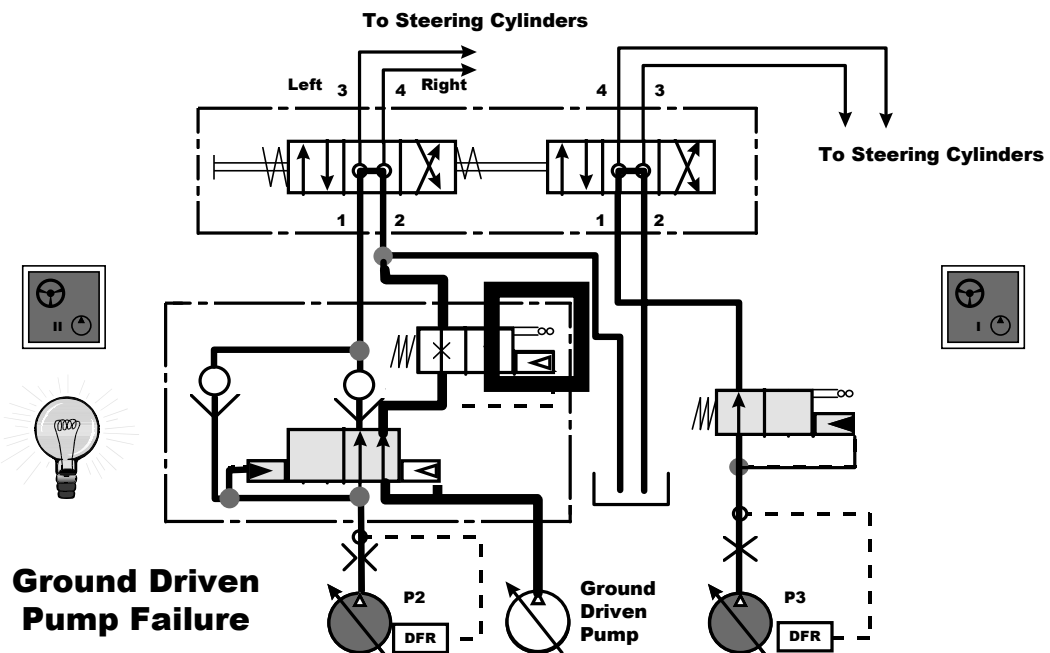 To Steering Cylinders
Left 3 4 Right
4 3
To Steering Cylinders
1 2
1 2
II
I
Ground Driven
Pump Failure
P2
DFR
Ground
Driven
Pump
P3
DFR